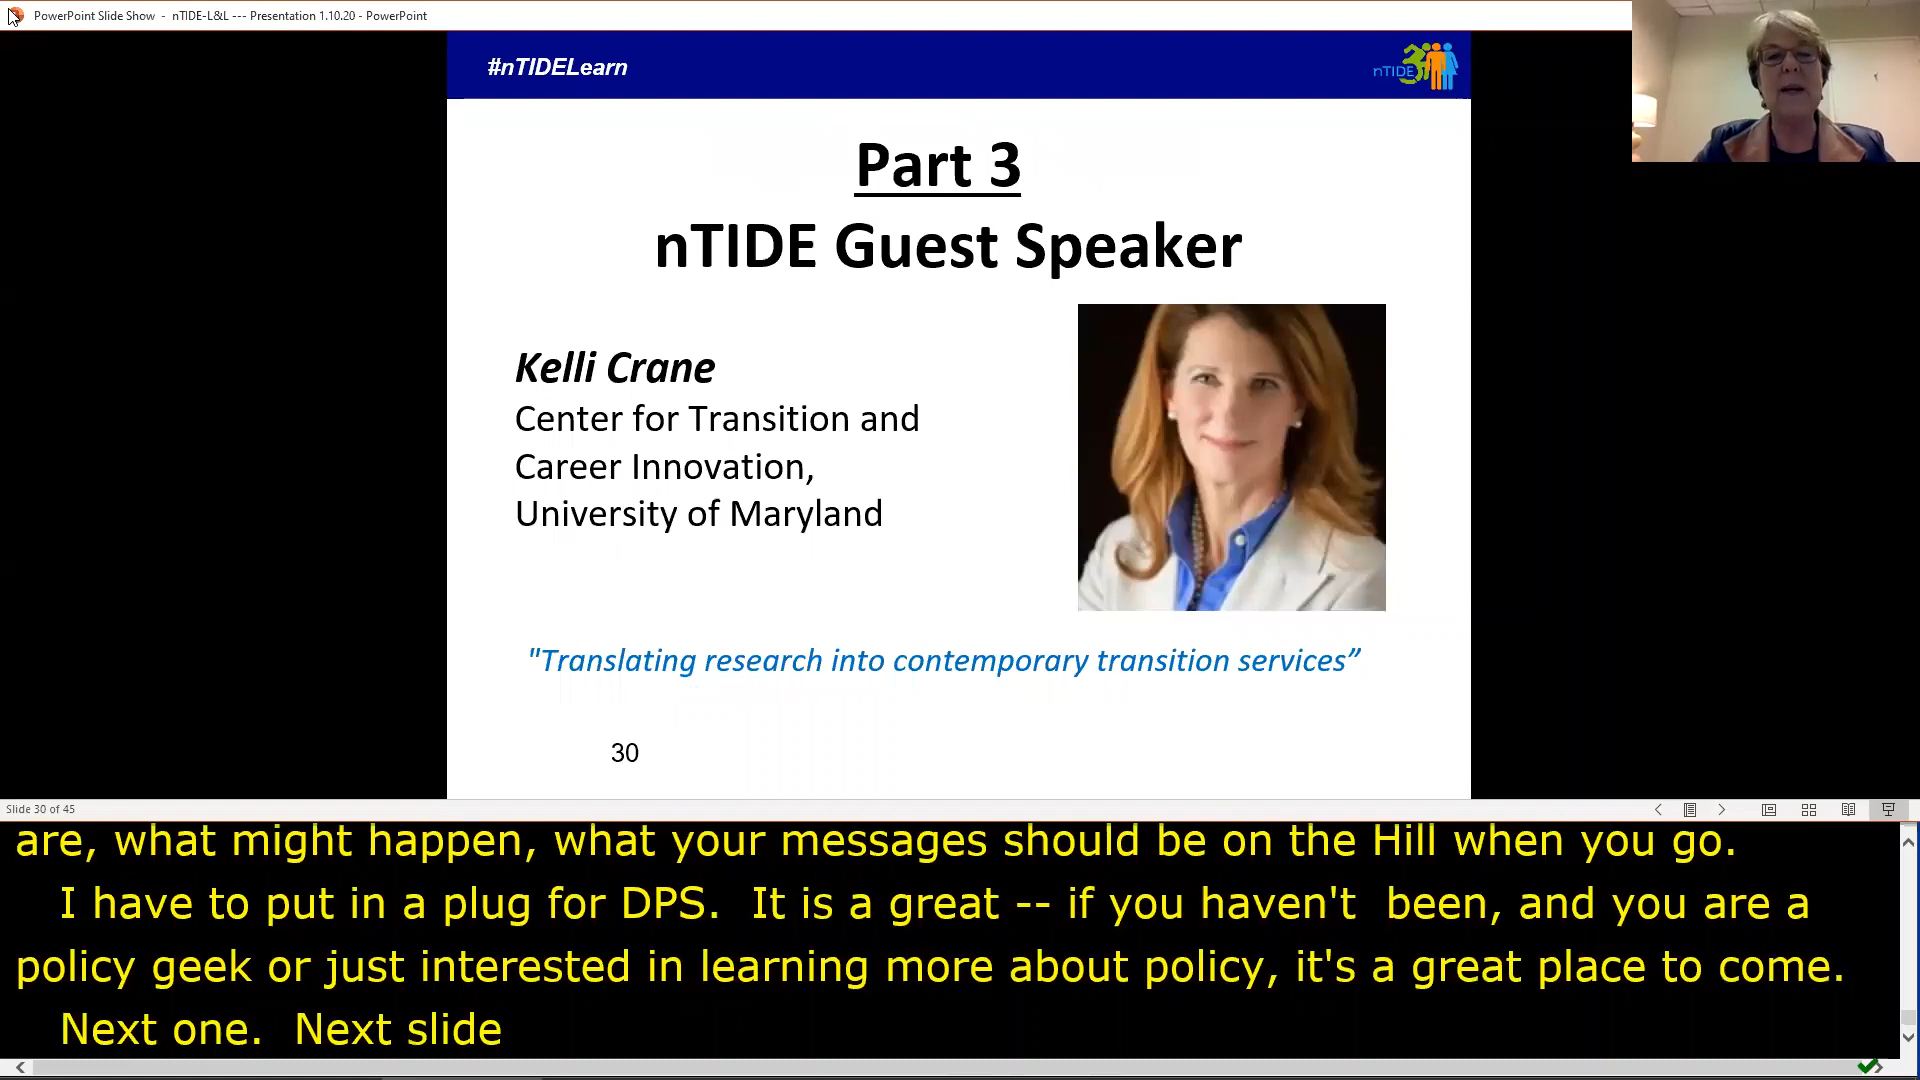 PowerPoint Slide Show - nTIDE-L&L --- Presentation 1.10.20 - PowerPoint
#nTIDELearn
nTIDE
Part 3
nTIDE Guest Speaker
Kelli Crane
Center for Transition and
Career Innovation,
University of Maryland
"Translating research into contemporary transition services”
30
Slide 30 of 45
are, what might happen, what your messages should be on the Hill when you go.
I have to put in a plug for DPS.  It is a great -- if you haven't  been, and you are a
policy geek or just interested in learning more about policy, it's a great place to come.
Next one.  Next slide